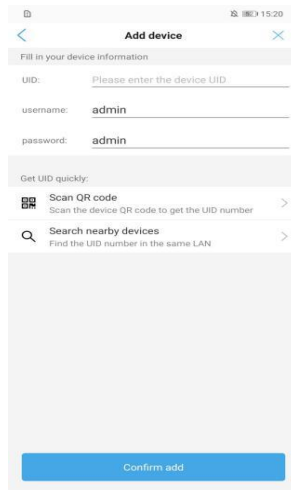 15:20
Add device
Fill in your device information
UID: Please enter the device UID
username: admin
password: admin
Get UID quickly:
Scan QR code
Scan the device QR code to get the UID number
Search nearby devices
Find the UID number in the same LAN
Confirm add